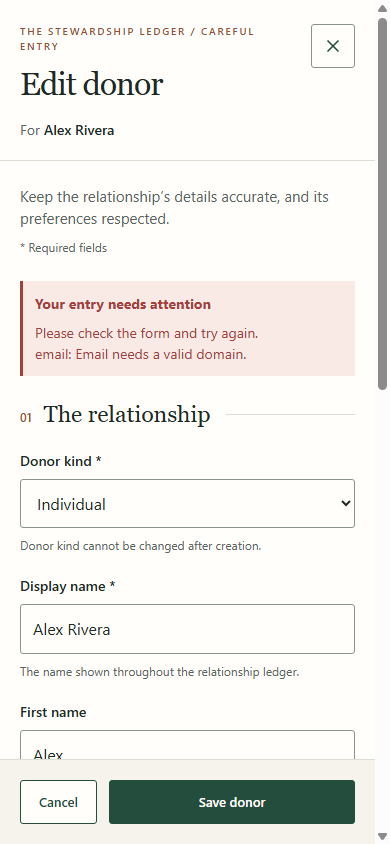 THE STEWARDSHIP LEDGER / CAREFUL
ENTRY
Edit donor
For Alex Rivera
Keep the relationship's details accurate, and its
preferences respected.
* Required fields
Your entry needs attention
Please check the form and try again.
email: Email needs a valid domain.
01 The relationship
Donor kind *
Individual
Donor kind cannot be changed after creation.
Display name *
Alex Rivera
The name shown throughout the relationship ledger.
First name
Alex
Cancel
Save donor